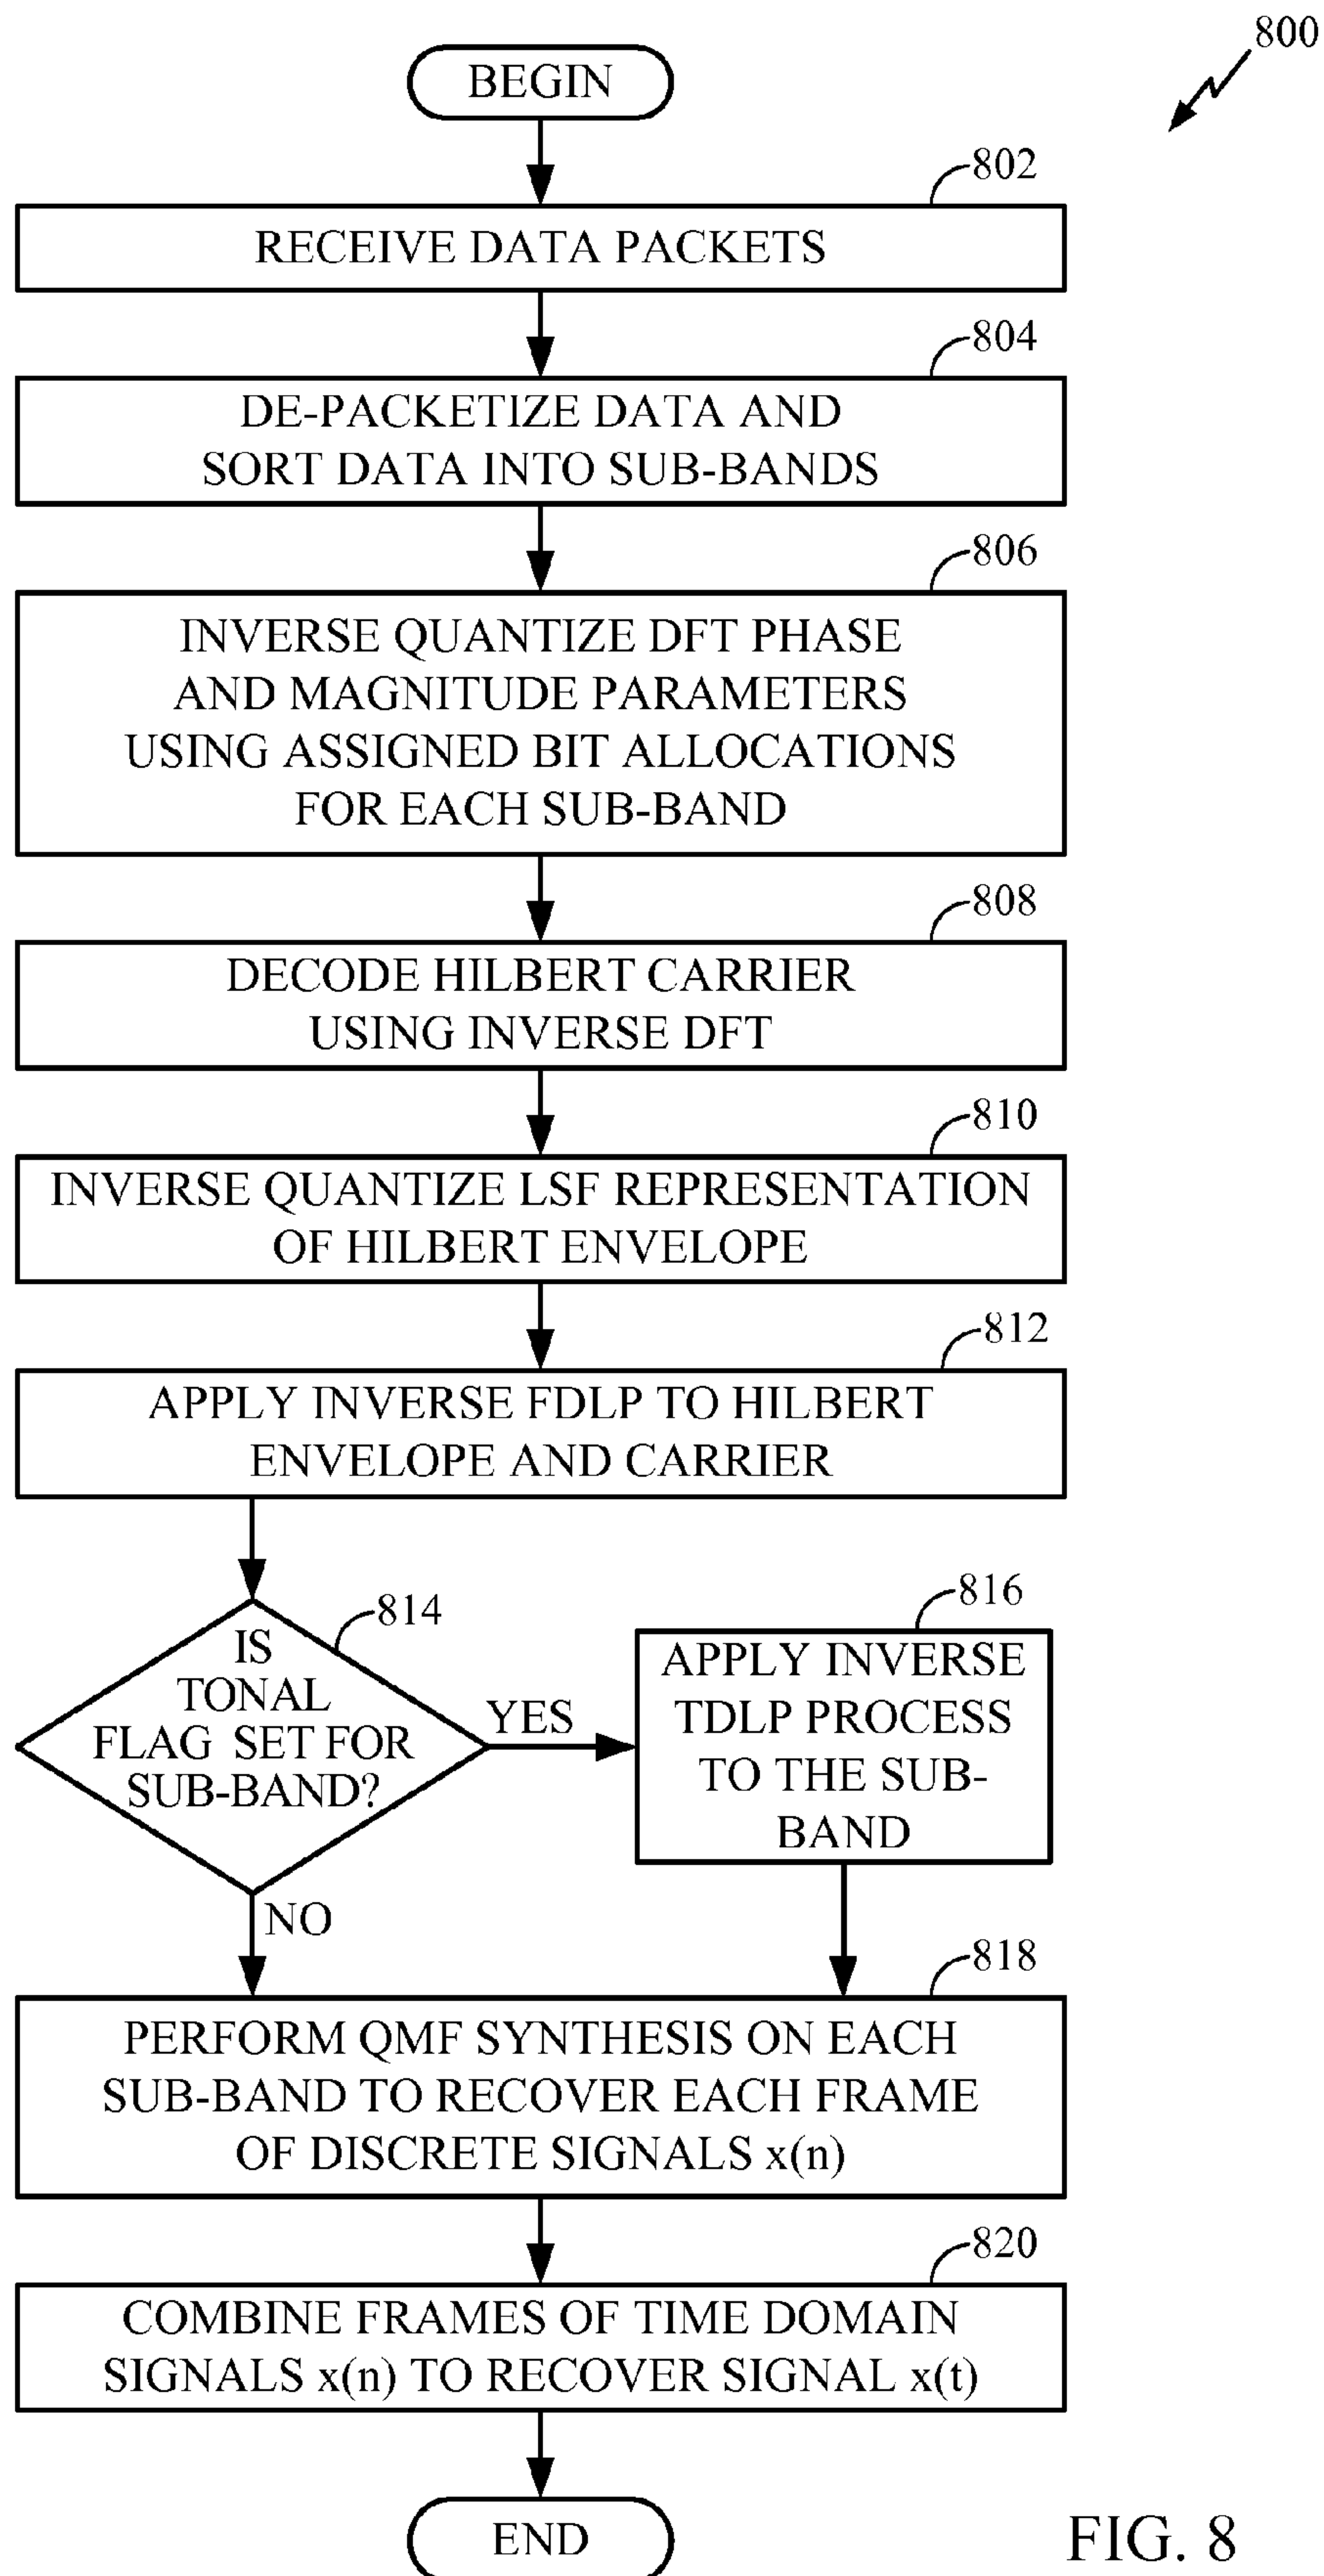 800
BEGIN
802
RECEIVE DATA PACKETS
804
DE-PACKETIZE DATA AND
SORT DATA INTO SUB-BANDS
806
INVERSE QUANTIZE DFT PHASE
AND MAGNITUDE PARAMETERS
USING ASSIGNED BIT ALLOCATIONS
FOR EACH SUB-BAND
808
DECODE HILBERT CARRIER
USING INVERSE DFT
810
INVERSE QUANTIZE LSF REPRESENTATION
OF HILBERT ENVELOPE
812
APPLY INVERSE FDLP TO HILBERT
ENVELOPE AND CARRIER
814
IS
TONAL
FLAG SET FOR
SUB-BAND?
YES
816
APPLY INVERSE
TDLP PROCESS
TO THE SUB-
BAND
NO
818
PERFORM QMF SYNTHESIS ON EACH
SUB-BAND TO RECOVER EACH FRAME
OF DISCRETE SIGNALS x(n)
820
COMBINE FRAMES OF TIME DOMAIN
SIGNALS x(n) TO RECOVER SIGNAL x(t)
END
FIG. 8